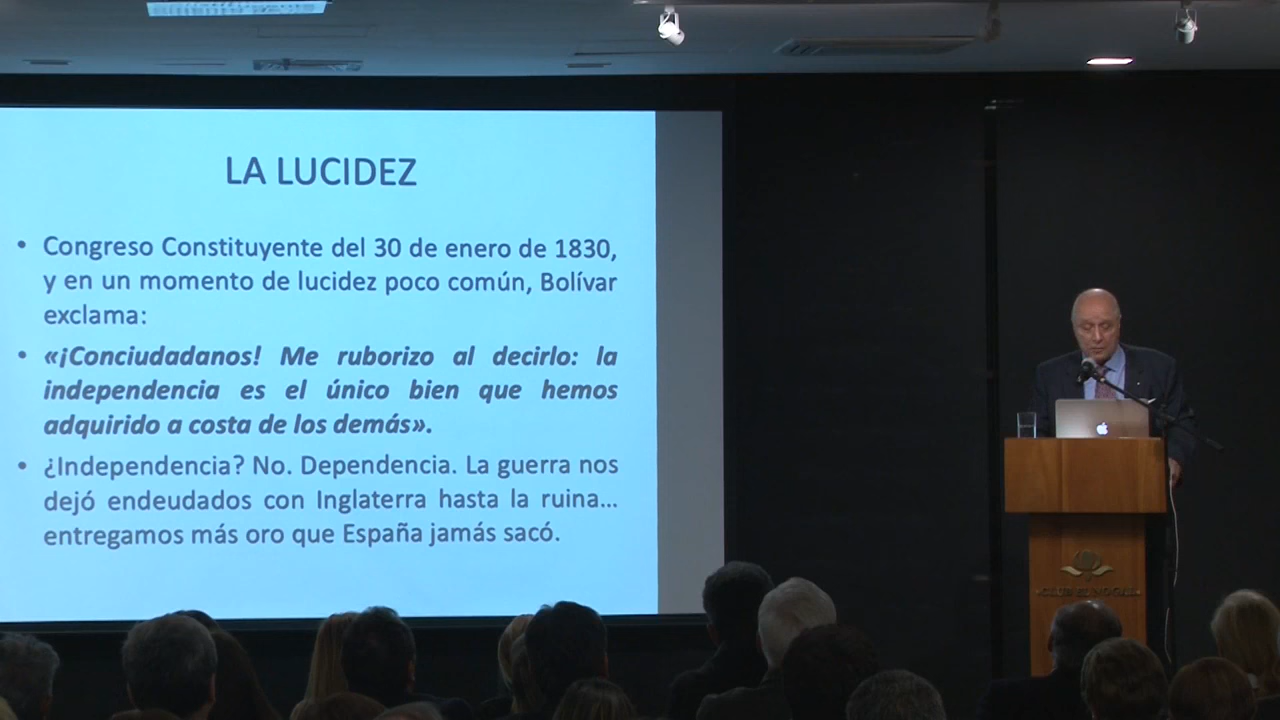 LA LUCIDEZ
• Congreso Constituyente del 30 de enero de 1830,
y en un momento de lucidez poco común, Bolívar
exclama:
• «¡Conciudadanos! Me ruborizo al decirlo: la
independencia es el único bien que hemos
adquirido a costa de los demás».
• ¿Independencia? No. Dependencia. La guerra nos
dejó endeudados con Inglaterra hasta la ruina...
entregamos más oro que España jamás sacó.
CLUB EL NOGAL